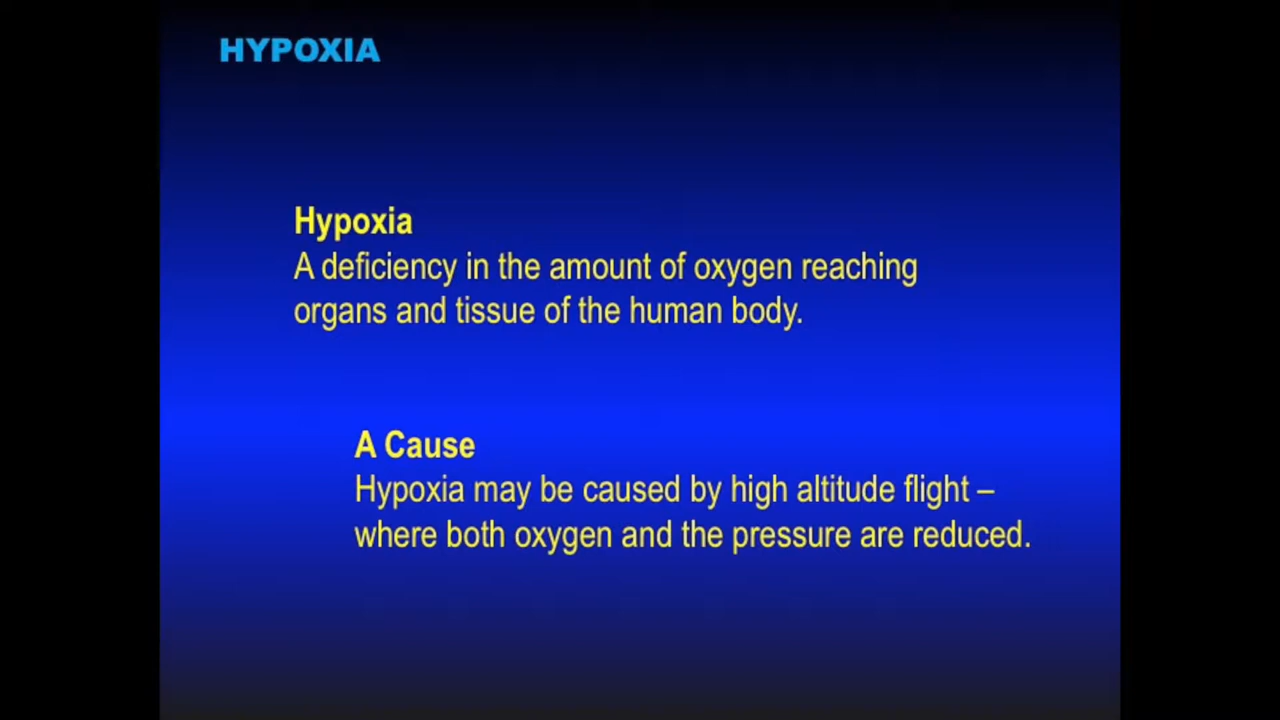 HYPOXIA
Hypoxia
A deficiency in the amount of oxygen reaching
organs and tissue of the human body.
A Cause
Hypoxia may be caused by high altitude flight –
where both oxygen and the pressure are reduced.